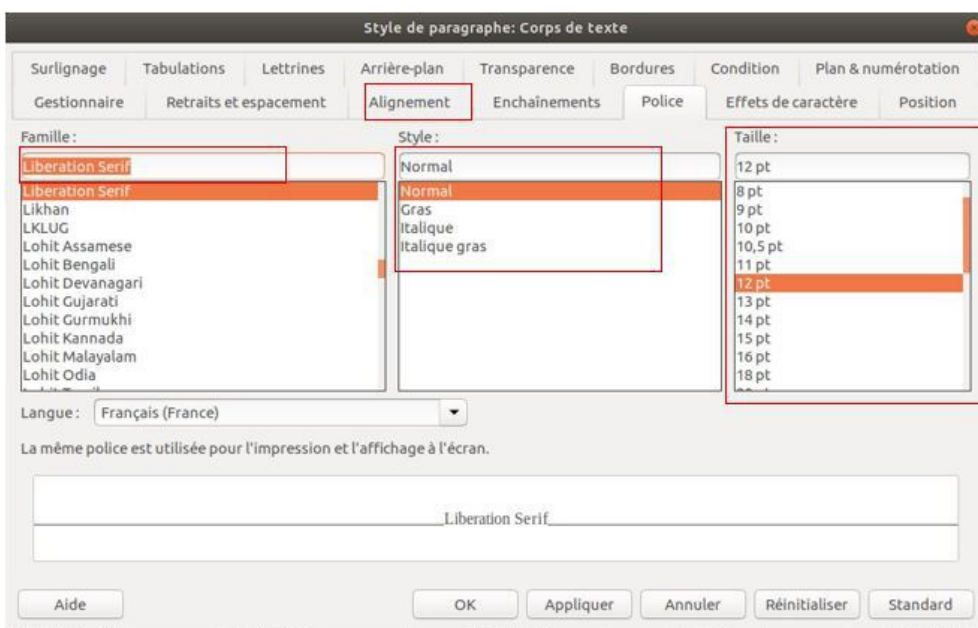 Style de paragraphe: Corps de texte
Surlignage Tabulations Lettrines Arrière-plan Transparence Bordures Condition Plan & numérotation
Gestionnaire Retraits et espacement Alignement Enchaînements Police Effets de caractère Position
Famille : Style : Taille :
Liberation Serif Normal 12 pt
Liberation Serif Normal 8 pt
Likhan Gras 9 pt
LKLUG Italique 10 pt
Lohit Assamese Italique gras 10,5 pt
Lohit Bengali 11 pt
Lohit Devanagari 12 pt
Lohit Gujarati 13 pt
Lohit Gurmukhi 14 pt
Lohit Kannada 15 pt
Lohit Malayalam 16 pt
Lohit Odia 18 pt
Langue : Français (France)
La même police est utilisée pour l'impression et l'affichage à l'écran.
Liberation Serif
Aide OK Appliquer Annuler Réinitialiser Standard